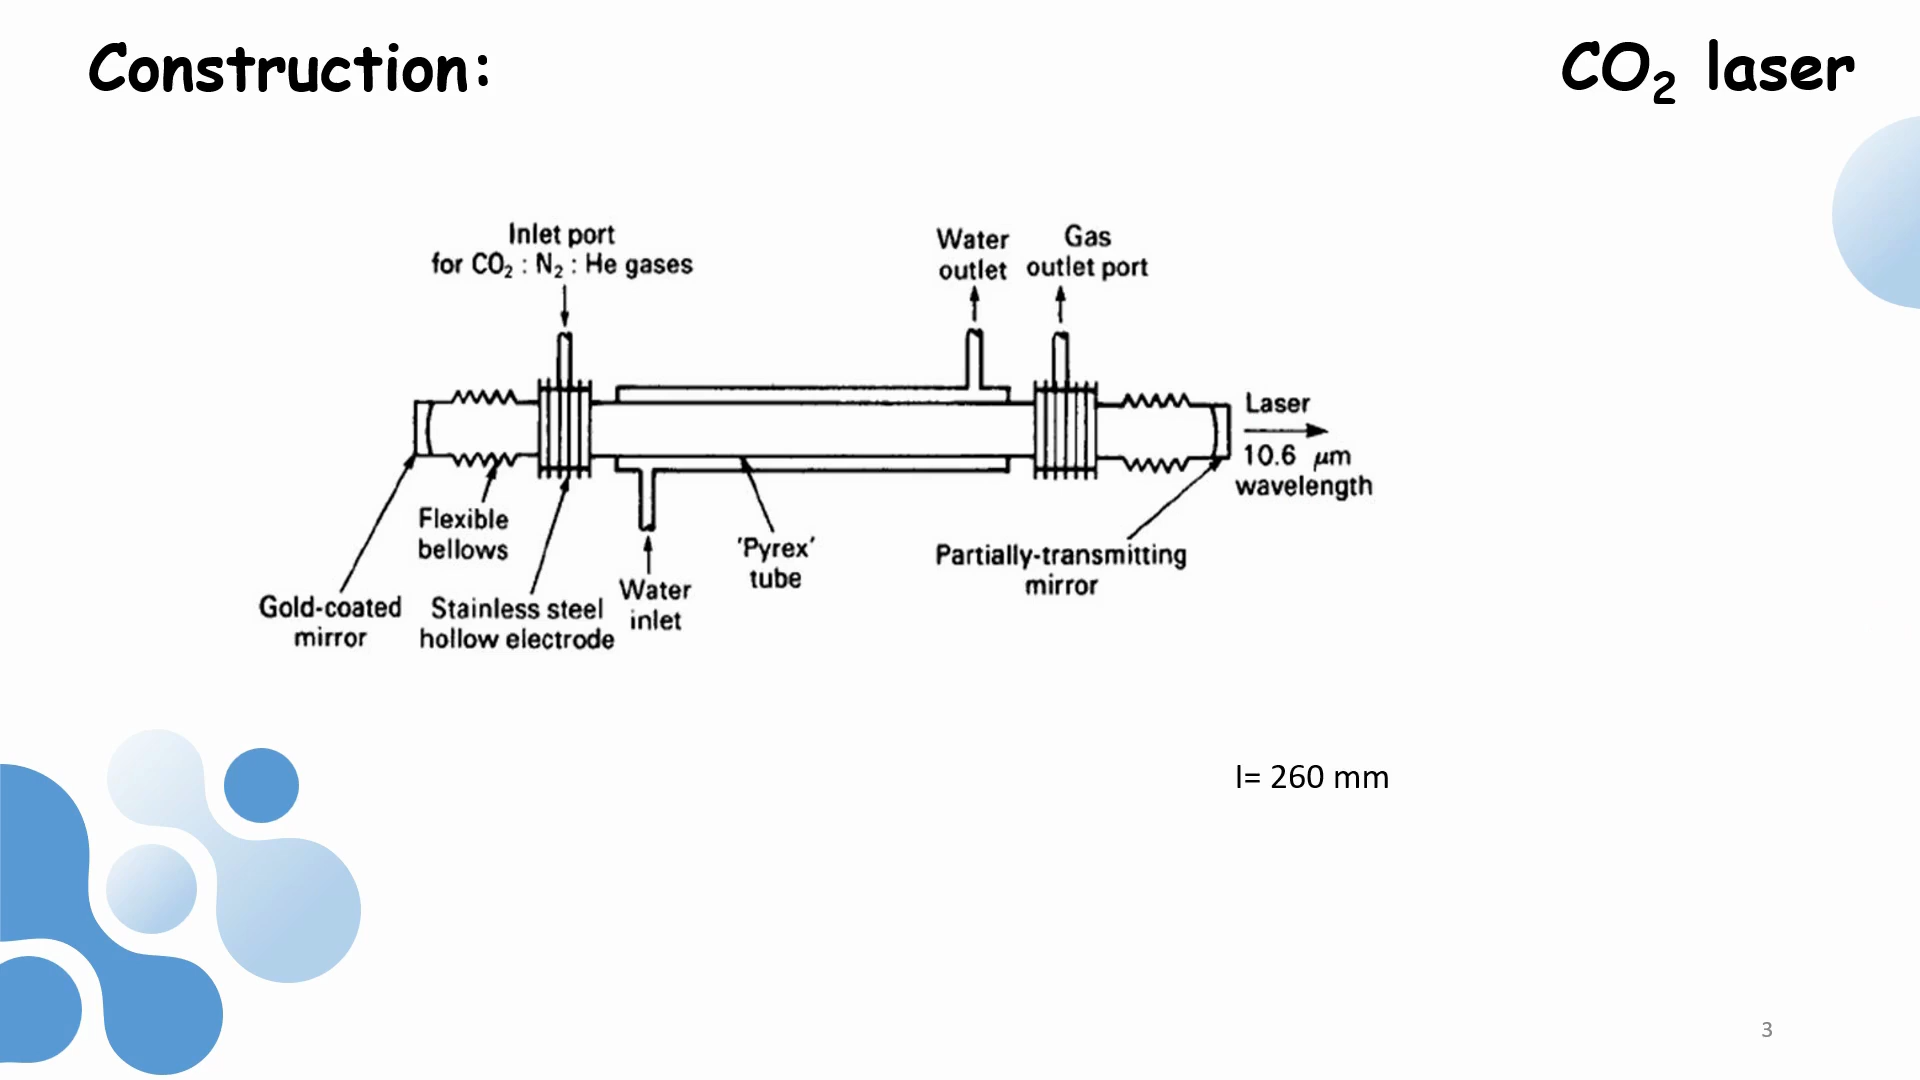 Construction:
CO₂ laser
Inlet port
for CO₂ : N₂ : He gases
Water
outlet
Gas
outlet port
Laser
10.6 μm
wavelength
Flexible
bellows
'Pyrex'
tube
Partially-transmitting
mirror
Gold-coated
mirror
Stainless steel
hollow electrode
Water
inlet
l= 260 mm
3